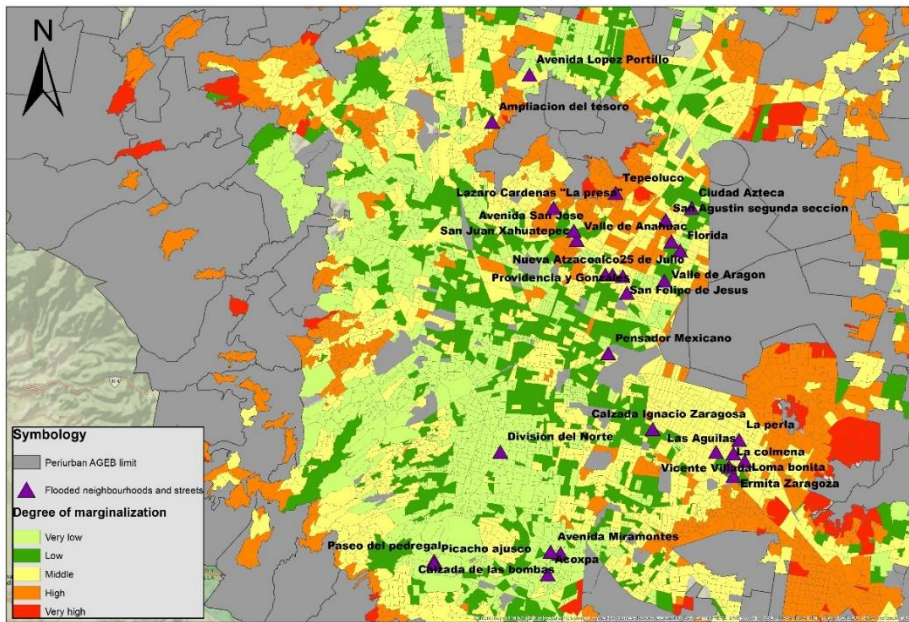 N
Avenida Lopez Portillo
Ampliacion del tesoro
Tepeoluco
Lazaro Cardenas "La presa"
Ciudad Azteca
Avenida San Jose
San Agustin segunda seccion
San Juan Xahuatepec
Valle de Anahuac
Florida
Nueva Atzacoalco
25 de Julio
Providencia y Gonzales
Valle de Aragon
San Felipe de Jesus
Pensador Mexicano
Calzada Ignacio Zaragosa
La perla
División del Norte
Las Aguilas
La colmena
Vicente Villada
Loma bonita
Ermita Zaragoza
Avenida Miramontes
Paseo del pedregal
Picacho ajusco
Acoxpa
Calzada de las bombas
Symbology
Periurban AGEB limit
Flooded neighbourhoods and streets
Degree of marginalization
Very low
Low
Middle
High
Very high